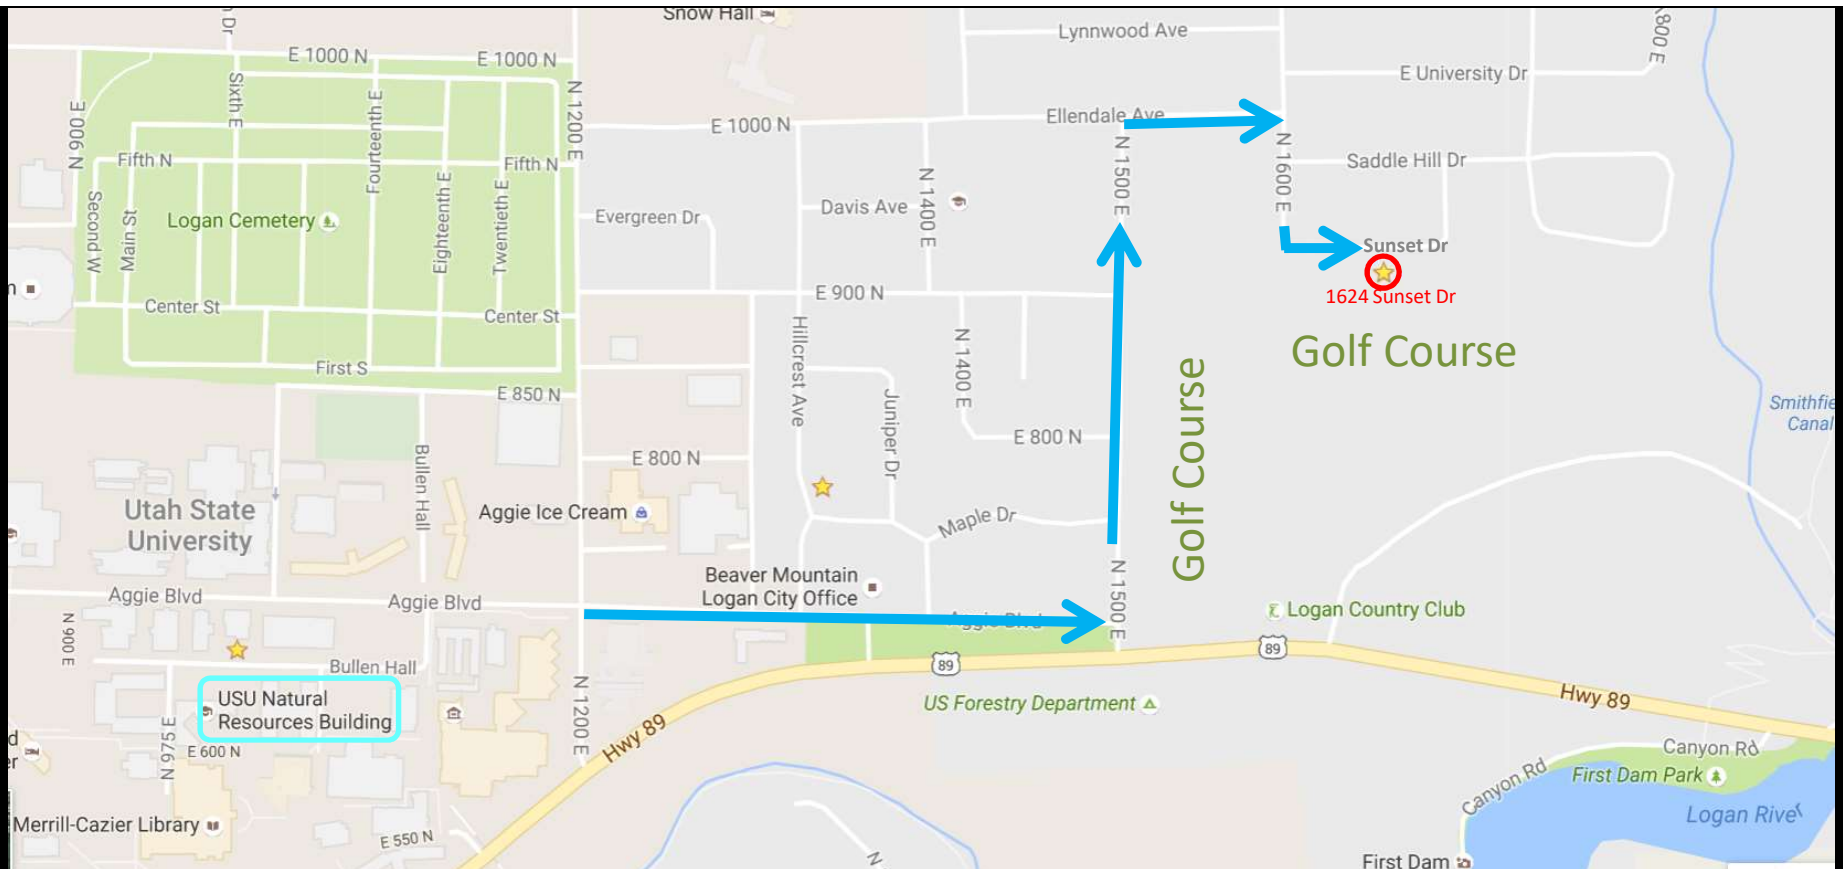 Snow Hall
Dr
Lynnwood Ave
E 1000 N
E 1000 N
E University Dr
N 900 E
Sixth E
Fourteenth E
N 1200 E
E 1000 N
Ellendale Ave
N 1500 E
N 1600 E
Fifth N
Fifth N
Saddle Hill Dr
Second W
Main St
Logan Cemetery
Eighteenth E
Twentieth E
Evergreen Dr
Davis Ave
N 1400 E
Sunset Dr
1624 Sunset Dr
Center St
Center St
E 900 N
Golf Course
First S
E 850 N
Hillcrest Ave
Juniper Dr
N 1400 E
E 800 N
Golf Course
Smithfie
Canal
Bullen Hall
E 800 N
Utah State
University
Aggie Ice Cream
Maple Dr
Beaver Mountain
Logan City Office
Aggie Blvd
Aggie Blvd
Aggie Blvd
N 1500 E
Logan Country Club
N 900 E
Bullen Hall
89
89
USU Natural
Resources Building
N 975 E
E 600 N
N 1200 E
Hwy 89
US Forestry Department
Hwy 89
Canyon Rd
Canyon Rd
First Dam Park
Merrill-Cazier Library
E 550 N
Logan River
N
First Dam